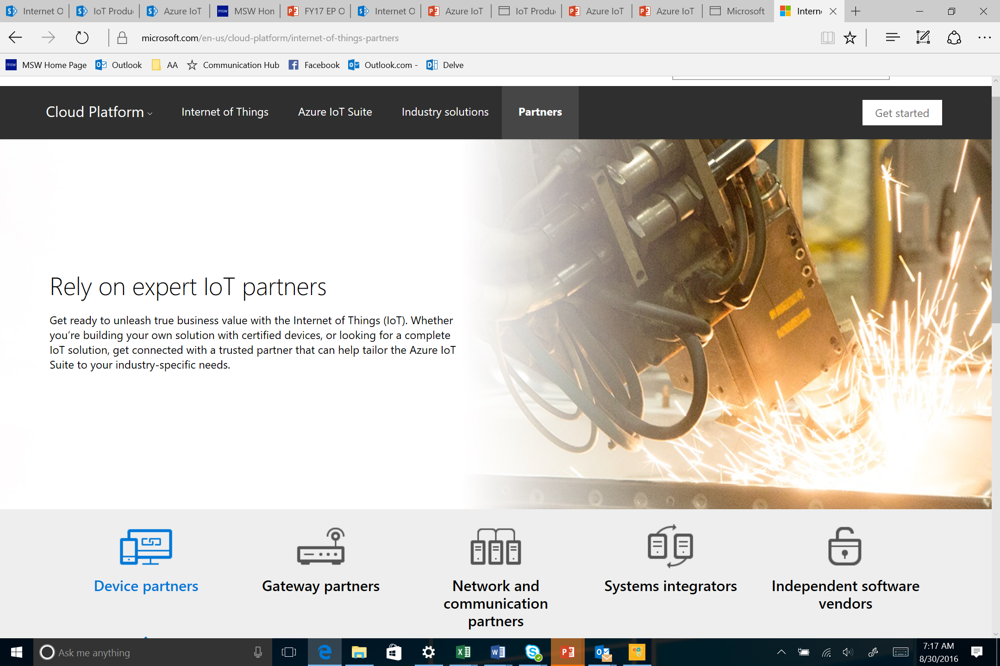 Internet O
IoT Produ
Azure IoT
MSW Hon
FY17 EP O
Internet O
Azure IoT
IoT Produ
Azure IoT
Azure IoT
Microsoft
Intern
microsoft.com/en-us/cloud-platform/internet-of-things-partners
msw MSW Home Page Outlook AA Communication Hub Facebook Outlook.com - Delve
Cloud Platform Internet of Things Azure IoT Suite Industry solutions Partners Get started
Rely on expert IoT partners
Get ready to unleash true business value with the Internet of Things (IoT). Whether
you’re building your own solution with certified devices, or looking for a complete
IoT solution, get connected with a trusted partner that can help tailor the Azure IoT
Suite to your industry-specific needs.
Device partners
Gateway partners
Network and
communication
partners
Systems integrators
Independent software
vendors
Ask me anything
7:17 AM
8/30/2016